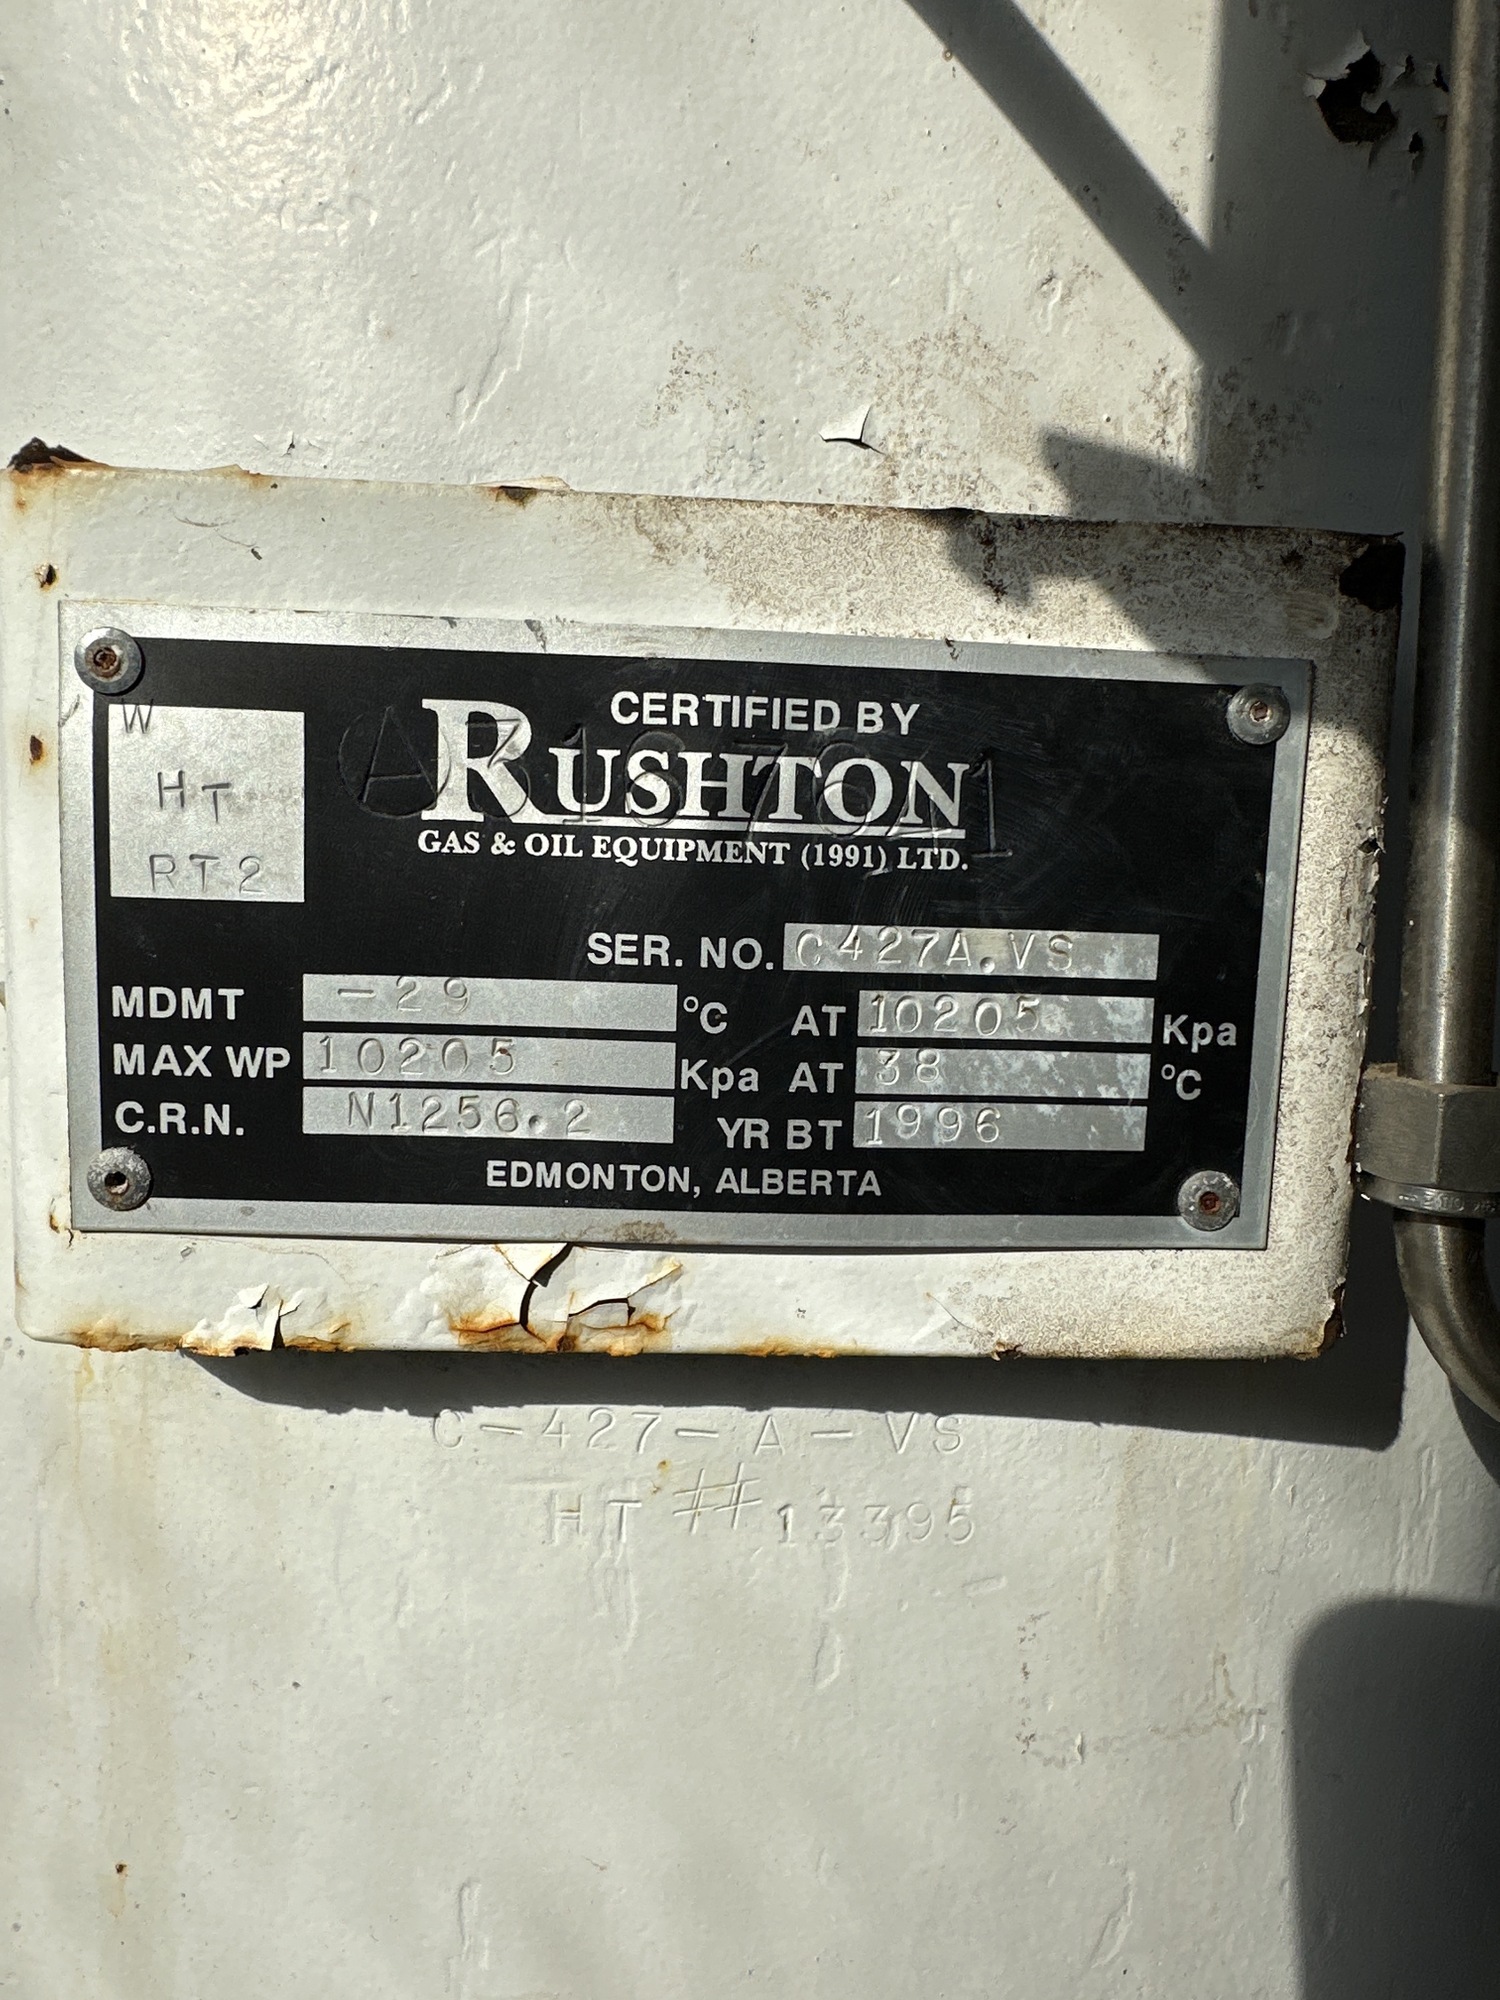 W
HT
RT2
CERTIFIED BY
RUSHTON
GAS & OIL EQUIPMENT (1991) LTD.
SER. NO. C427A.VS
MDMT -29 °C AT 10205 Kpa
MAX WP 10205 Kpa AT 38 °C
C.R.N. N1256.2 YR BT 1996
EDMONTON, ALBERTA
C-427-A-VS
HT # 13395